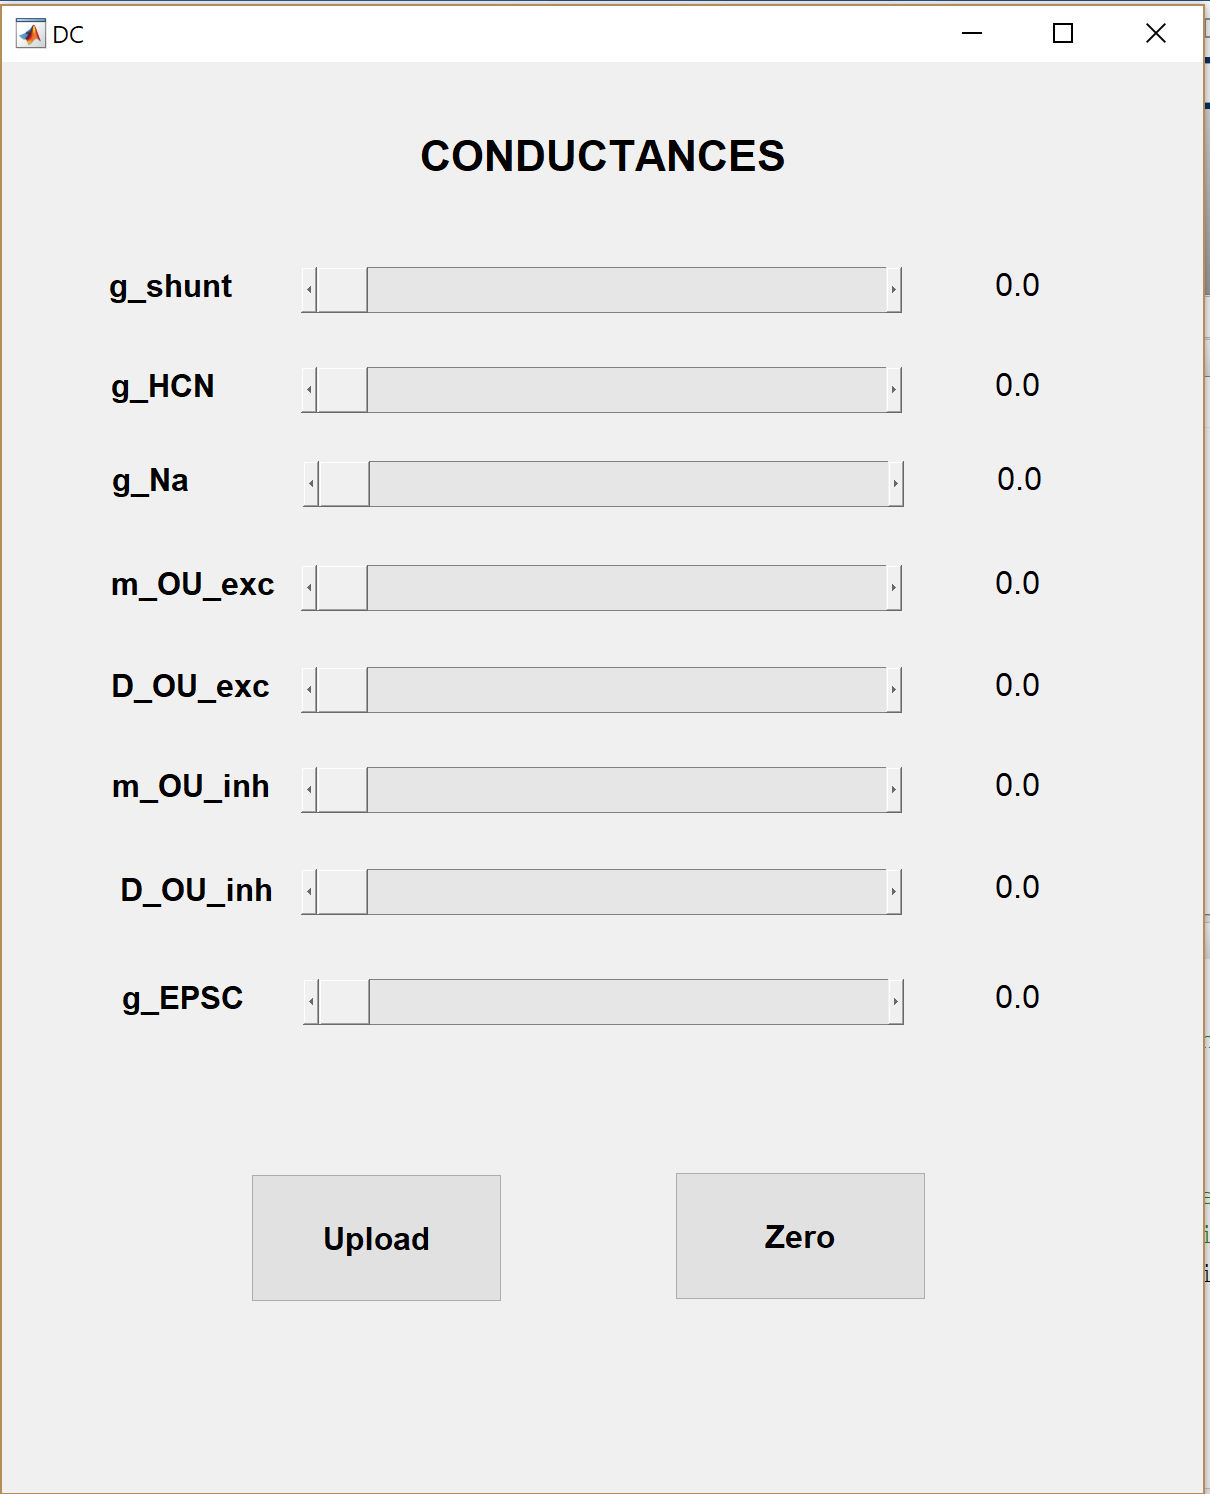 DC
CONDUCTANCES
g_shunt 0.0
g_HCN 0.0
g_Na 0.0
m_OU_exc 0.0
D_OU_exc 0.0
m_OU_inh 0.0
D_OU_inh 0.0
g_EPSC 0.0
Upload Zero